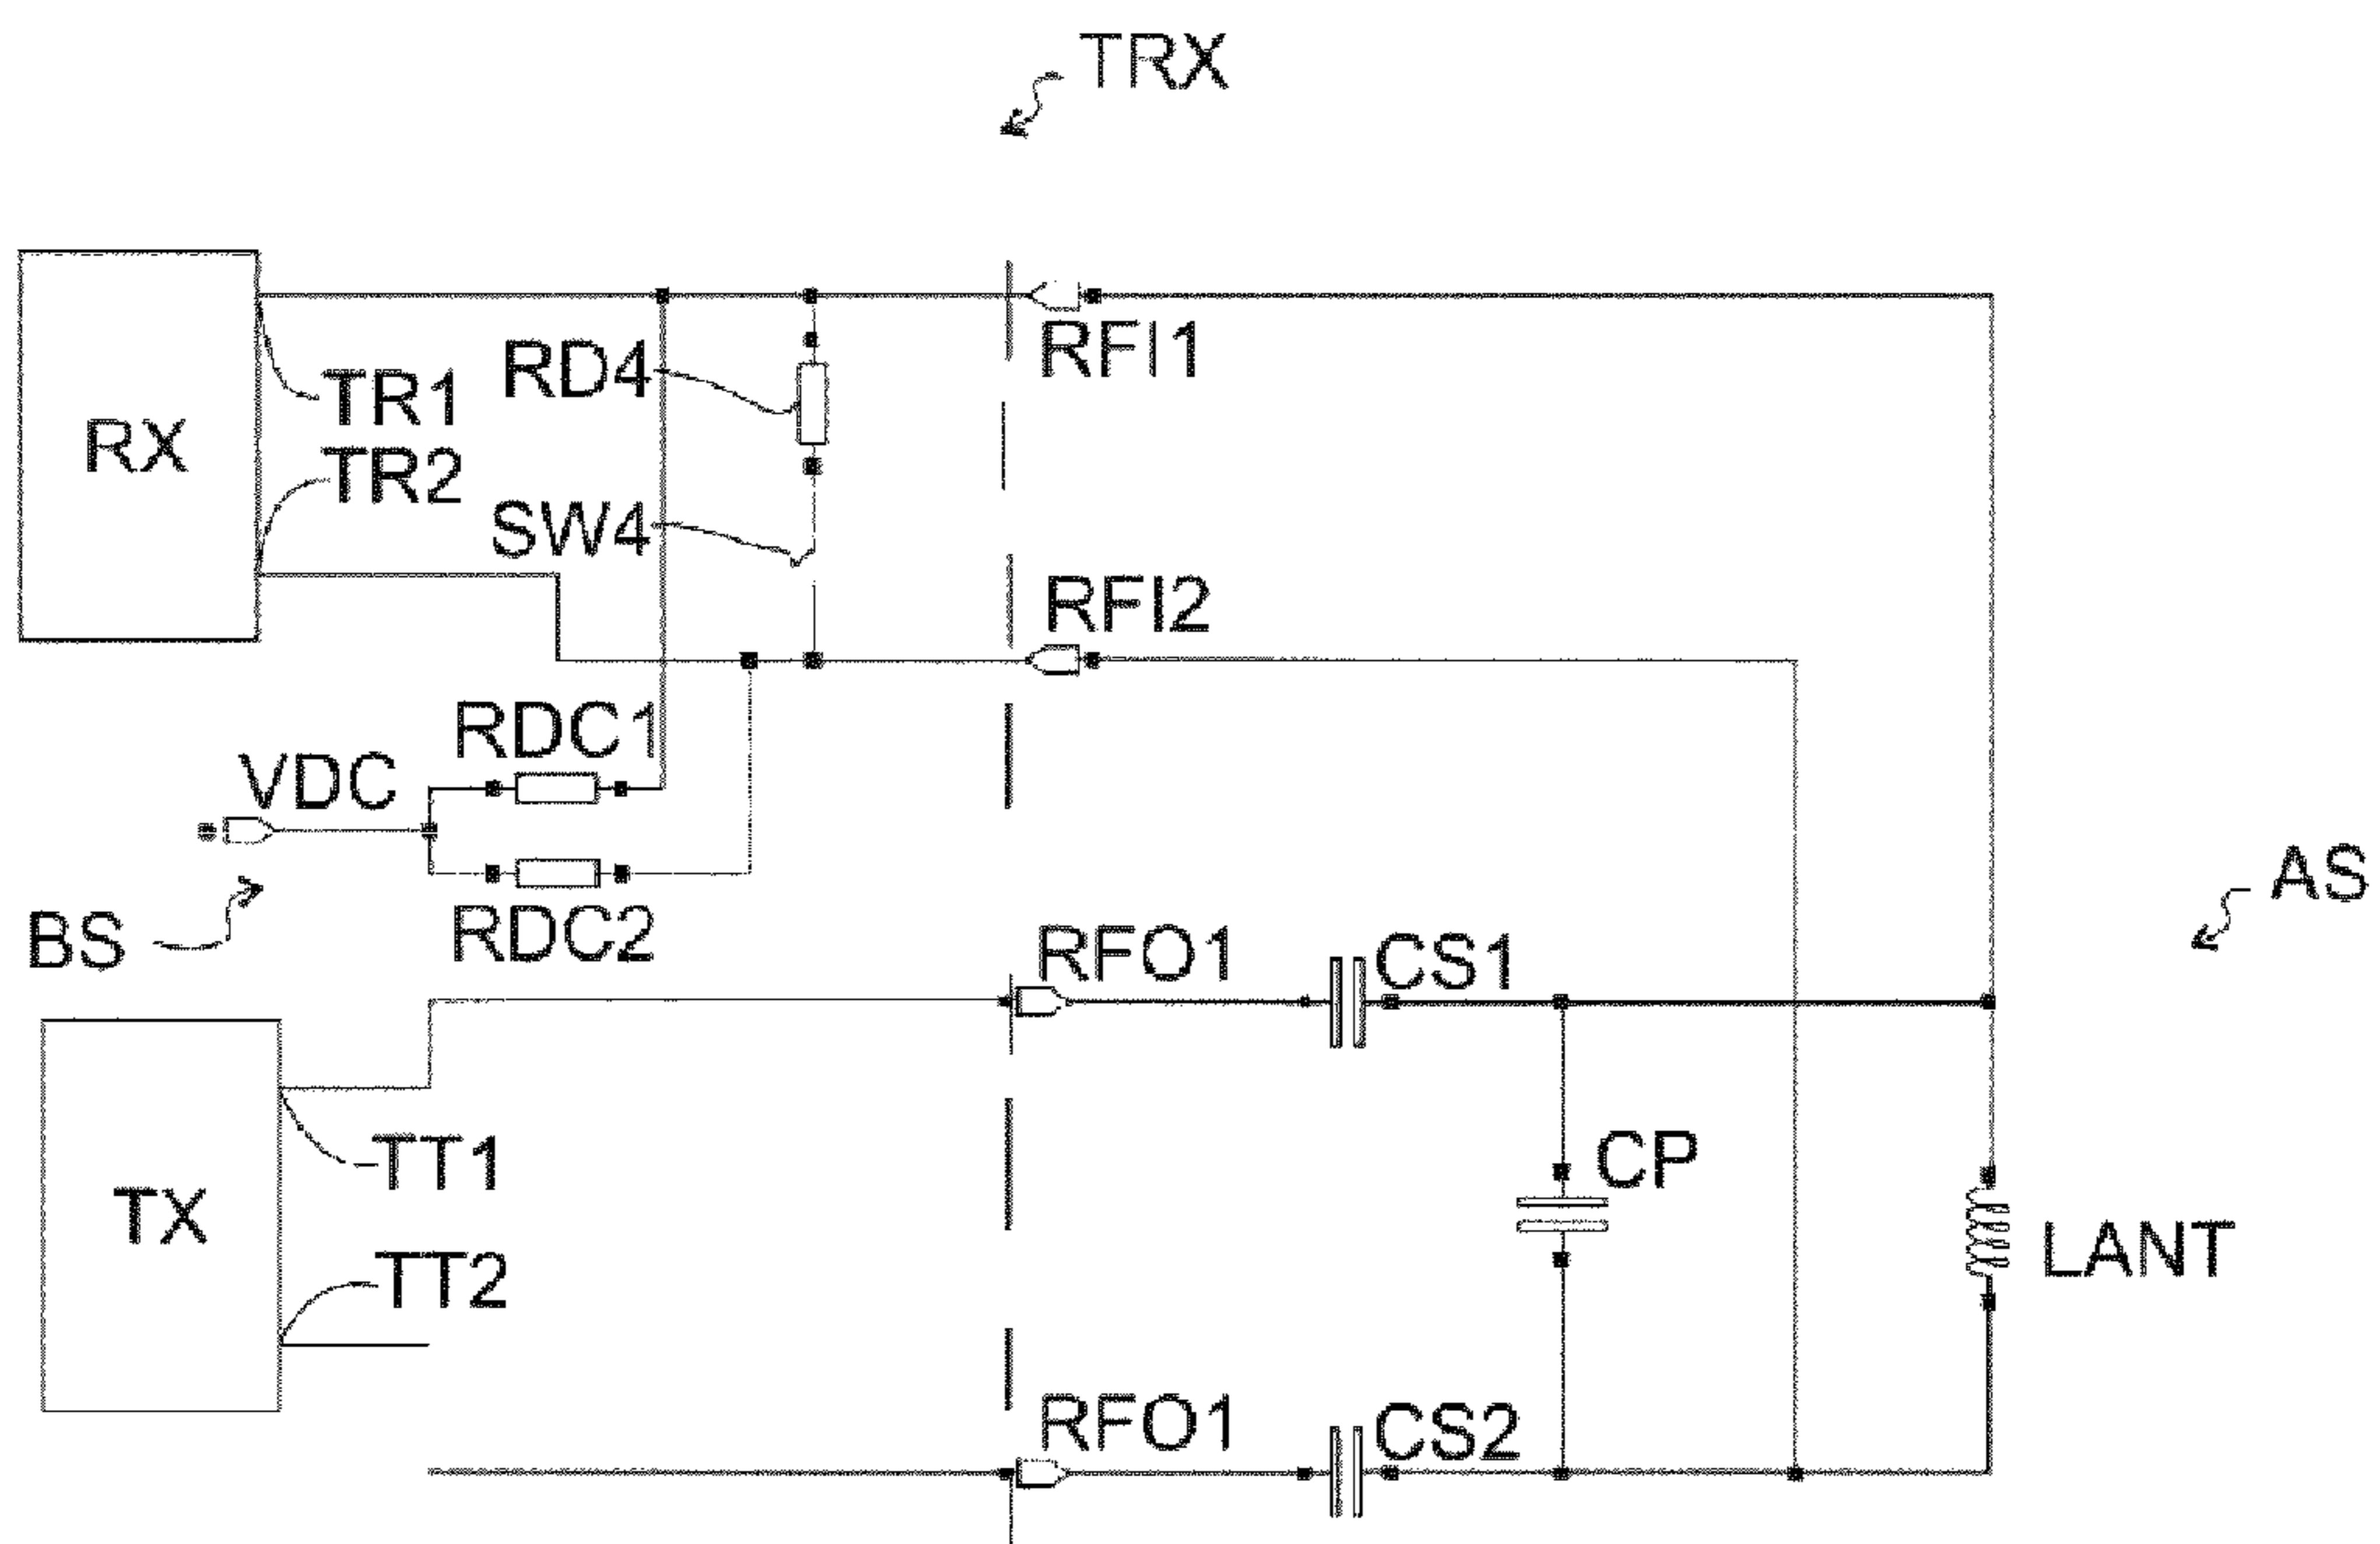 TRX
RFI1
RD4
TR1
RX
TR2
SW4
RFI2
RDC1
VDC
AS
RDC2
BS
RFO1
CS1
CP
TT1
TX
LANT
TT2
RFO1
CS2